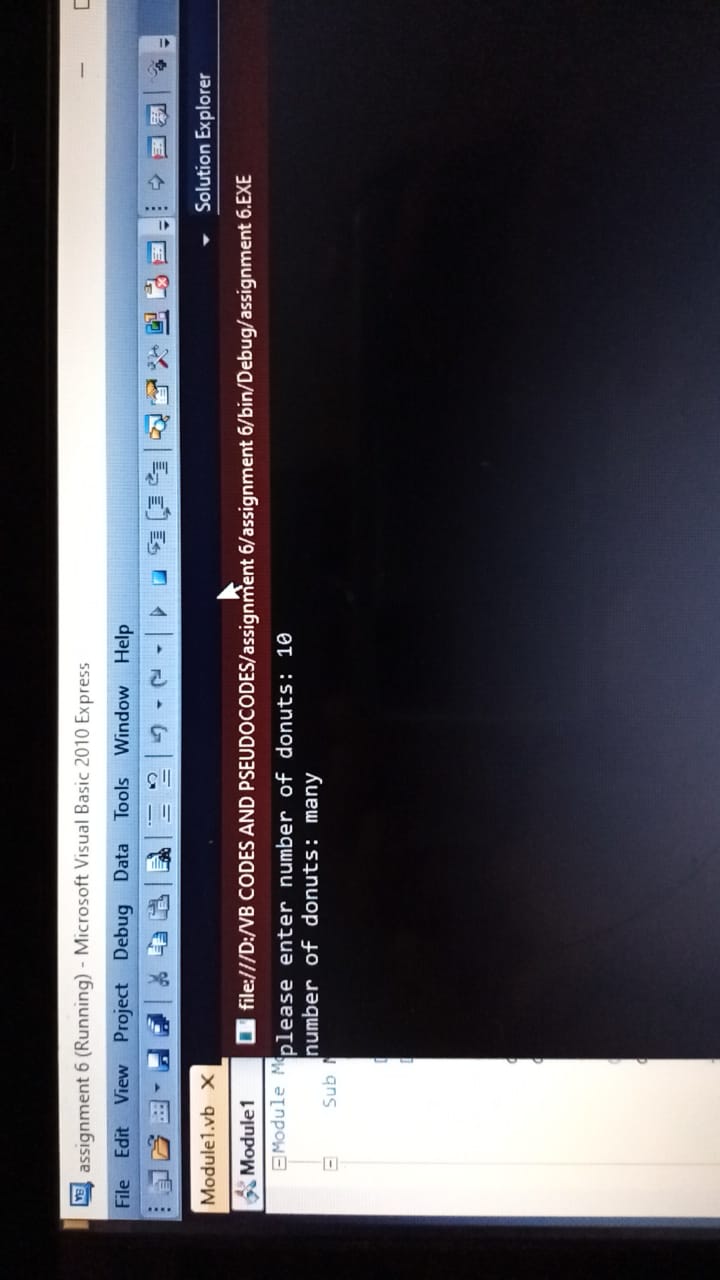 assignment 6 (Running) - Microsoft Visual Basic 2010 Express
File Edit View Project Debug Data Tools Window Help
Module1.vb X
Solution Explorer
Module1
file:///D:/VB CODES AND PSEUDOCODES/assignment 6/assignment 6/bin/Debug/assignment 6.EXE
Module
please enter number of donuts: 10
number of donuts: many
Sub